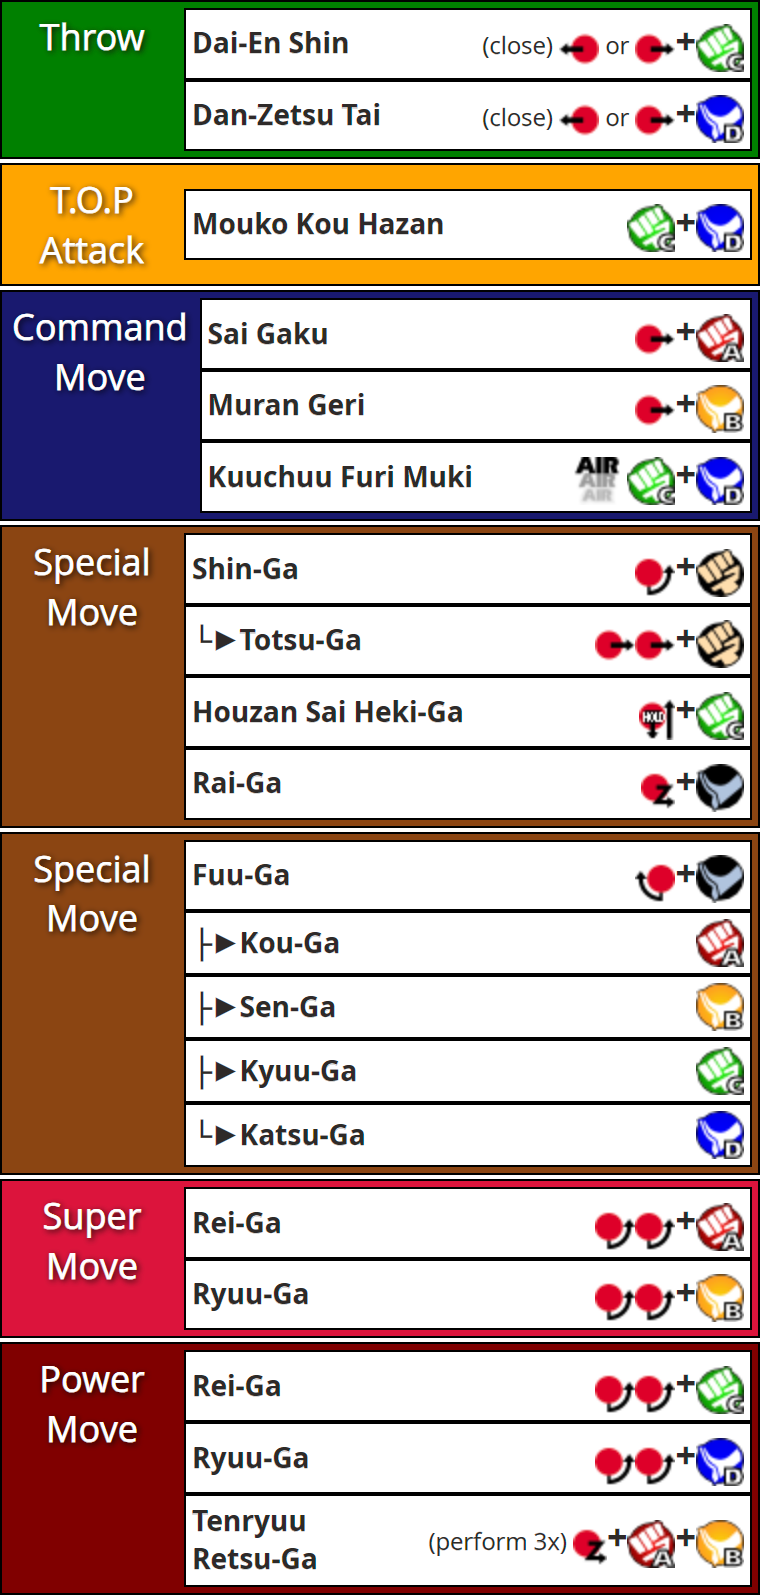 Throw
Dai-En Shin (close) or + C
Dan-Zetsu Tai (close) or + D
T.O.P
Attack
Mouko Kou Hazan C + D
Command
Move
Sai Gaku + A
Muran Geri + B
Kuuchuu Furi Muki AIR AIR AIR C + D
Special
Move
Shin-Ga +
└►Totsu-Ga +
Houzan Sai Heki-Ga HOLD + C
Rai-Ga Z +
Special
Move
Fuu-Ga +
├►Kou-Ga A
├►Sen-Ga B
├►Kyuu-Ga C
└►Katsu-Ga D
Super
Move
Rei-Ga + A
Ryuu-Ga + B
Power
Move
Rei-Ga + C
Ryuu-Ga + D
Tenryuu
Retsu-Ga (perform 3x) Z + A + B